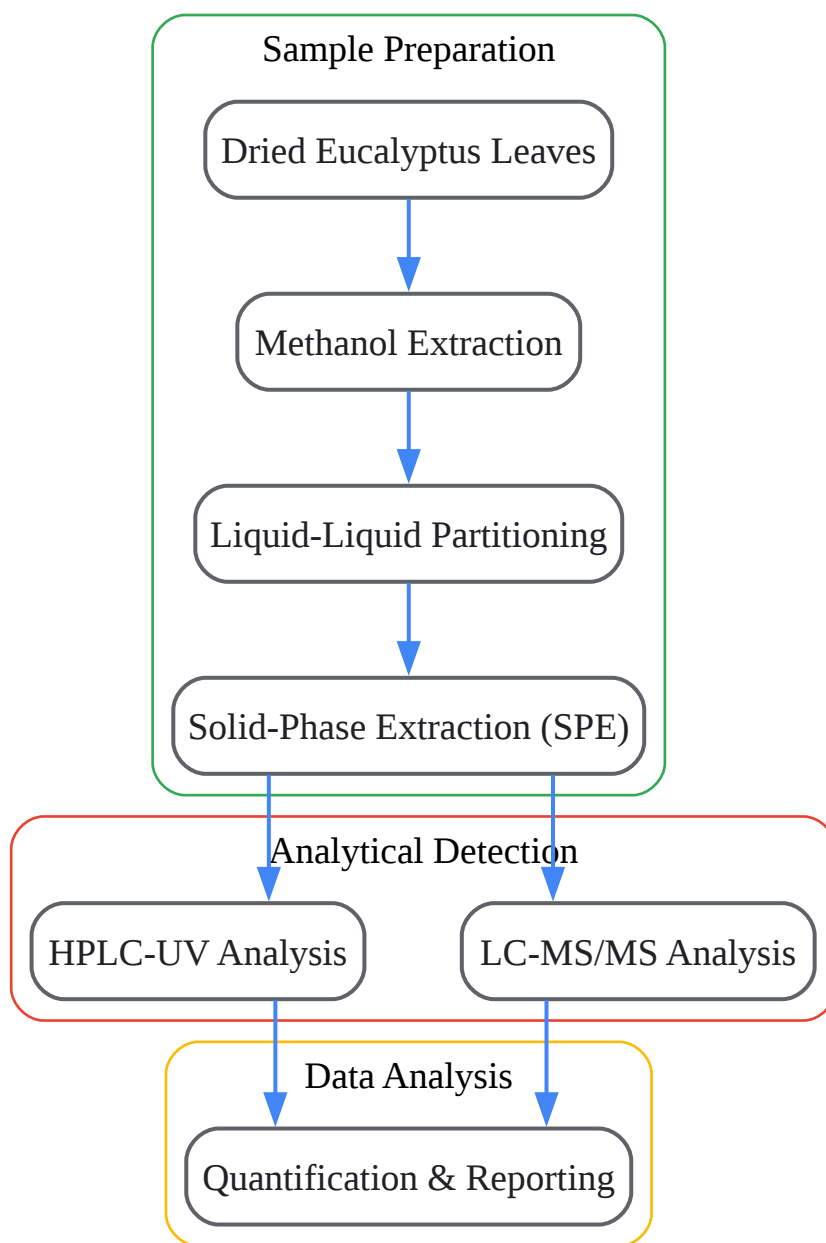 Sample Preparation
Dried Eucalyptus Leaves
Methanol Extraction
Liquid-Liquid Partitioning
Solid-Phase Extraction (SPE)
Analytical Detection
HPLC-UV Analysis
LC-MS/MS Analysis
Data Analysis
Quantification & Reporting